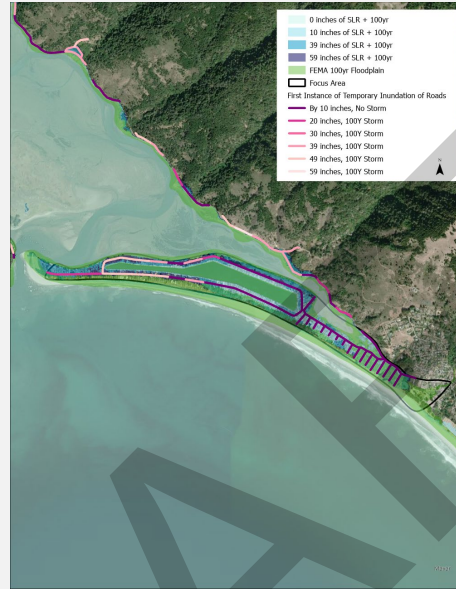 0 inches of SLR + 100yr
10 inches of SLR + 100yr
39 inches of SLR + 100yr
59 inches of SLR + 100yr
FEMA 100yr Floodplain
Focus Area
First Instance of Temporary Inundation of Roads
By 10 inches, No Storm
20 inches, 100Y Storm
30 inches, 100Y Storm
39 inches, 100Y Storm
49 inches, 100Y Storm
59 inches, 100Y Storm
N